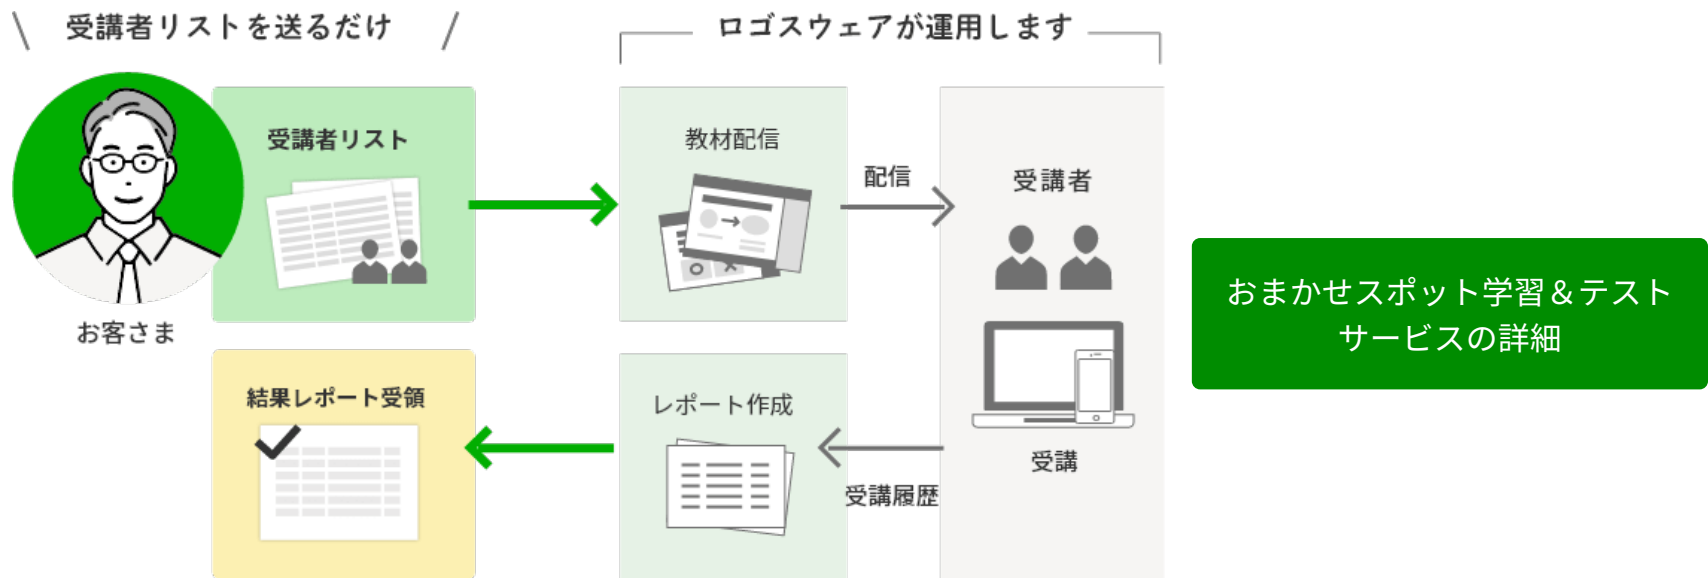 受講者リストを送るだけ
ロゴスウェアが運用します
受講者リスト
お客さま
教材配信
配信
受講者
受講
受講履歴
レポート作成
結果レポート受領
おまかせスポット学習&テスト
サービスの詳細